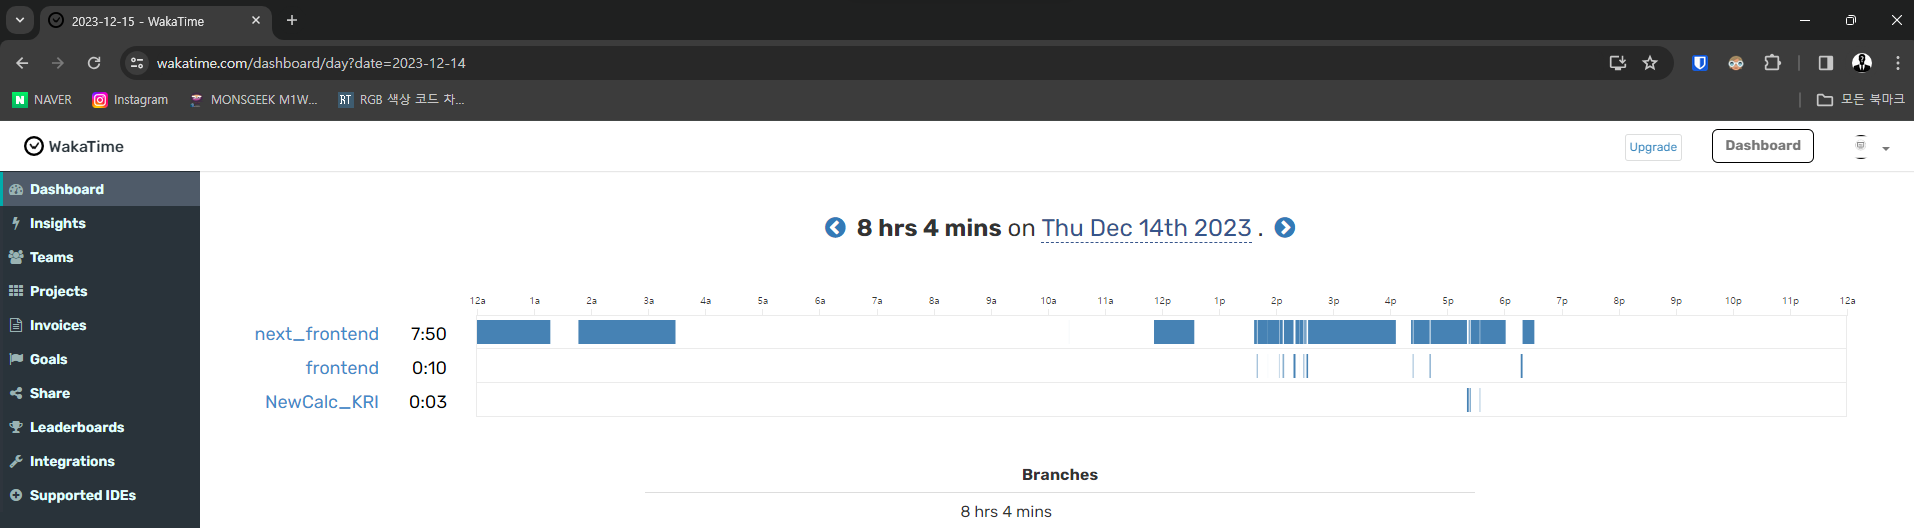 2023-12-15 - WakaTime
wakatime.com/dashboard/day?date=2023-12-14
NAVER Instagram MONSGEEK M1W... RT RGB 색상 코드 차... 모든 북마크
WakaTime Upgrade Dashboard
Dashboard
Insights
Teams
Projects
Invoices
Goals
Share
Leaderboards
Integrations
Supported IDEs
8 hrs 4 mins on Thu Dec 14th 2023 .
12a 1a 2a 3a 4a 5a 6a 7a 8a 9a 10a 11a 12p 1p 2p 3p 4p 5p 6p 7p 8p 9p 10p 11p 12a
next_frontend 7:50
frontend 0:10
NewCalc_KRI 0:03
Branches
8 hrs 4 mins